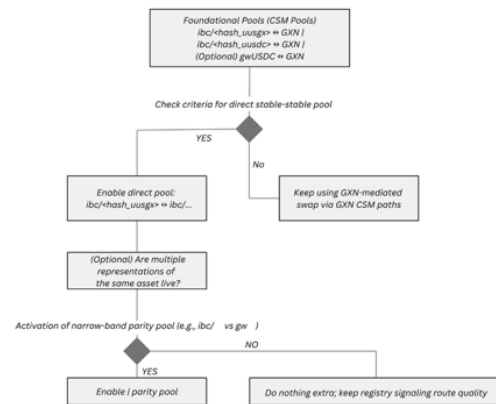 Foundational Pools (CSM Pools)
ibc/<hash_uusgx> ↔ GXN |
ibc/<hash_uusdc> ↔ GXN |
(Optional) gwUSDC ↔ GXN
Check criteria for direct stable-stable pool
YES
No
Enable direct pool:
ibc/<hash_uusgx> ↔ ibc/...
Keep using GXN-mediated
swap via GXN CSM paths
(Optional) Are multiple
representations of
the same asset live?
Activation of narrow-band parity pool (e.g., ibc/ vs gw )
NO
YES
Enable | parity pool
Do nothing extra; keep registry signaling route quality